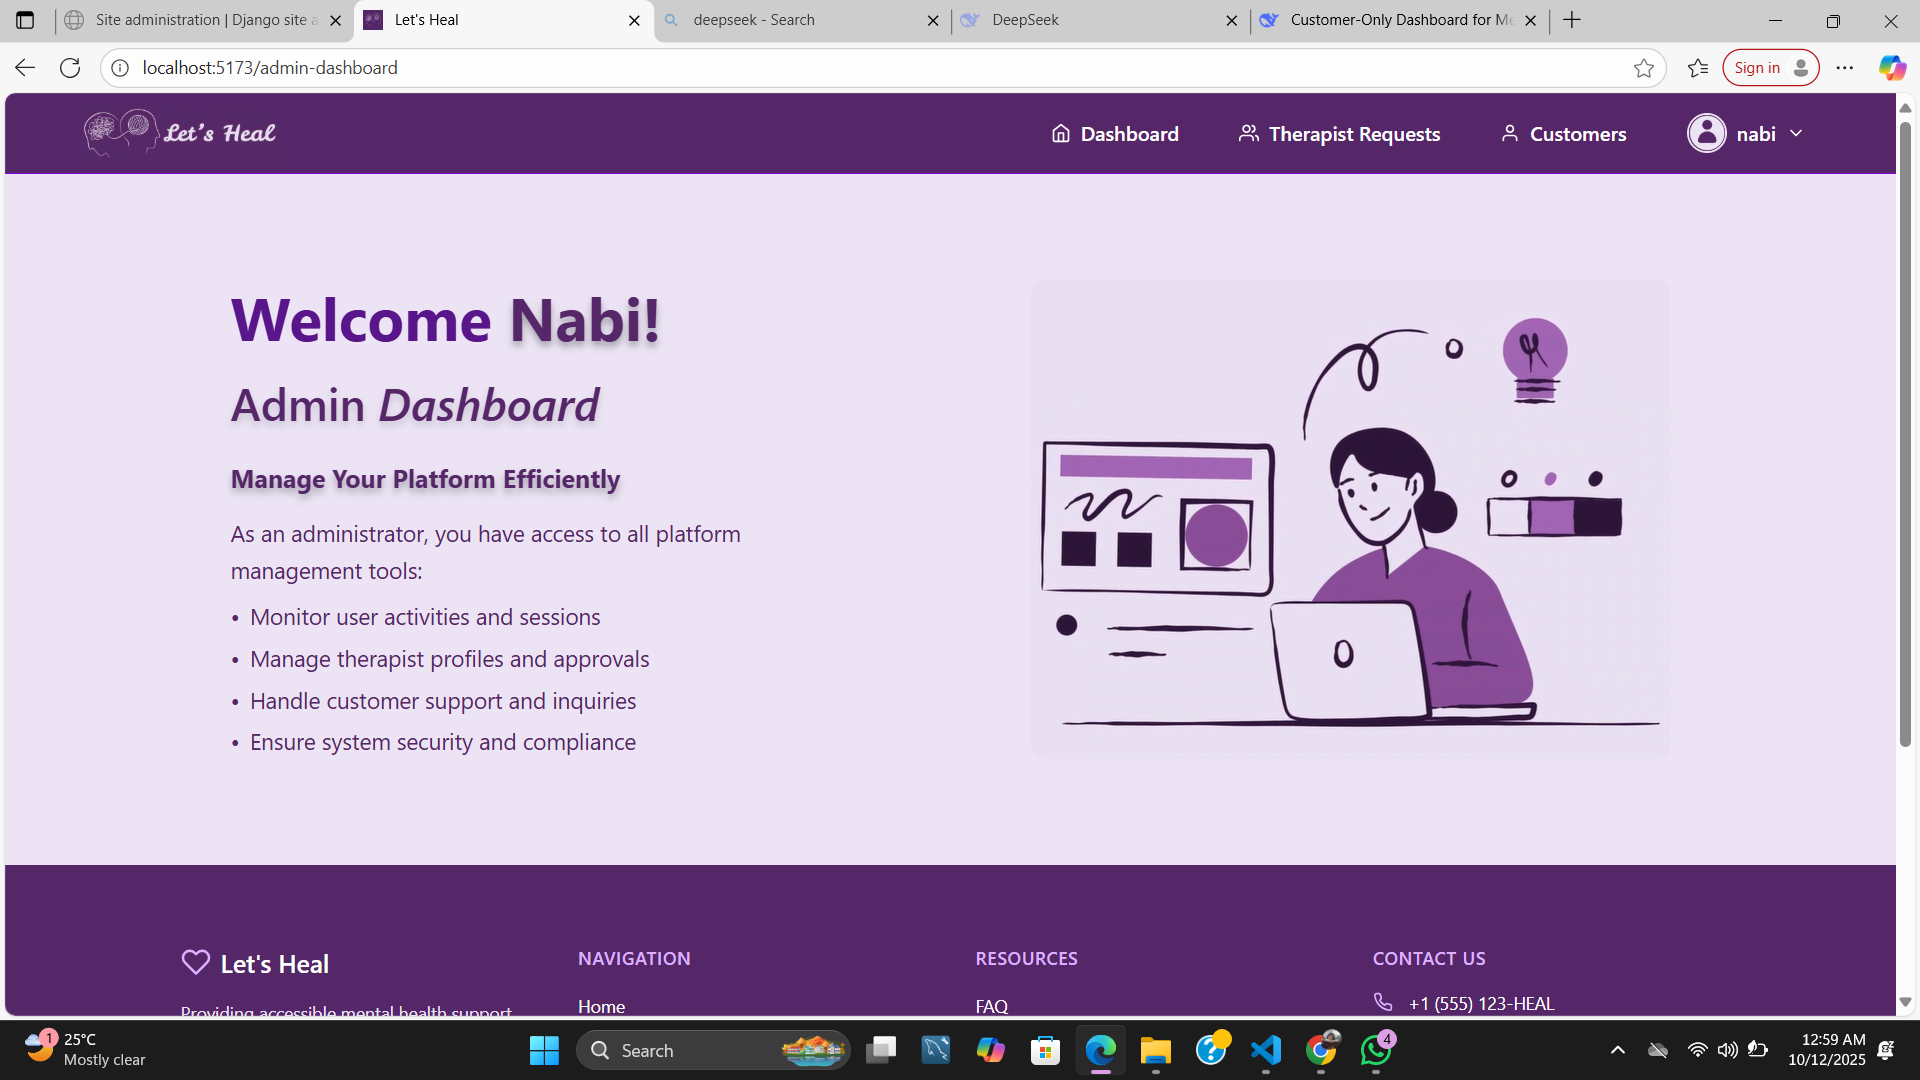 Site administration | Django site a
Let's Heal
deepseek - Search
DeepSeek
Customer-Only Dashboard for Me
localhost:5173/admin-dashboard
Sign in
Let's Heal
Dashboard
Therapist Requests
Customers
nabi
Welcome Nabi!
Admin Dashboard
Manage Your Platform Efficiently
As an administrator, you have access to all platform
management tools:
• Monitor user activities and sessions
• Manage therapist profiles and approvals
• Handle customer support and inquiries
• Ensure system security and compliance
Let's Heal
Providing accessible mental health support
NAVIGATION
Home
RESOURCES
FAQ
CONTACT US
+1 (555) 123-HEAL
1
25°C
Mostly clear
Search
4
12:59 AM
10/12/2025